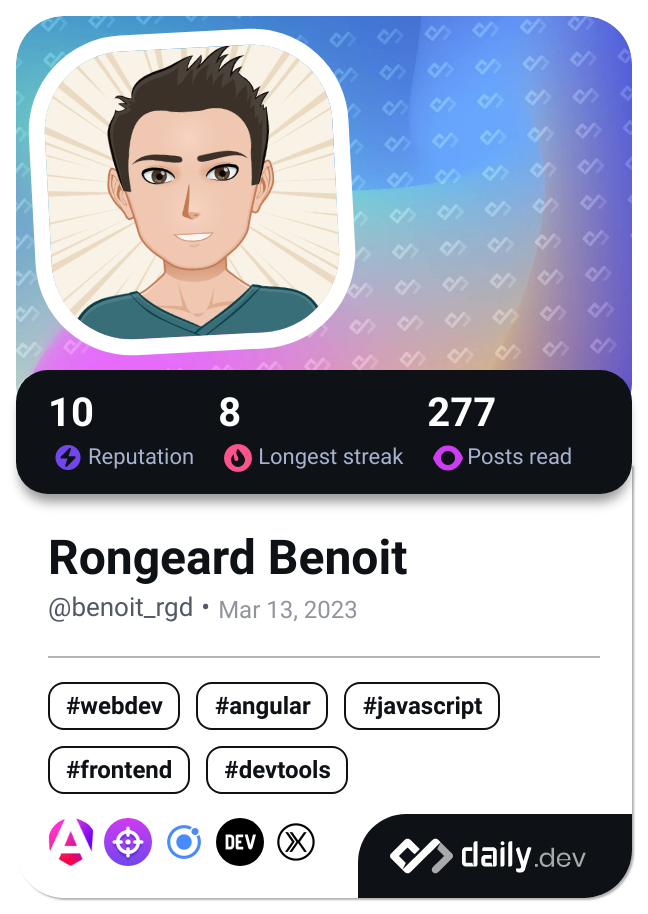 10 8 277
Reputation Longest streak Posts read
Rongeard Benoit
@benoit_rgd • Mar 13, 2023
#webdev #angular #javascript
#frontend #devtools
DEV
daily.dev